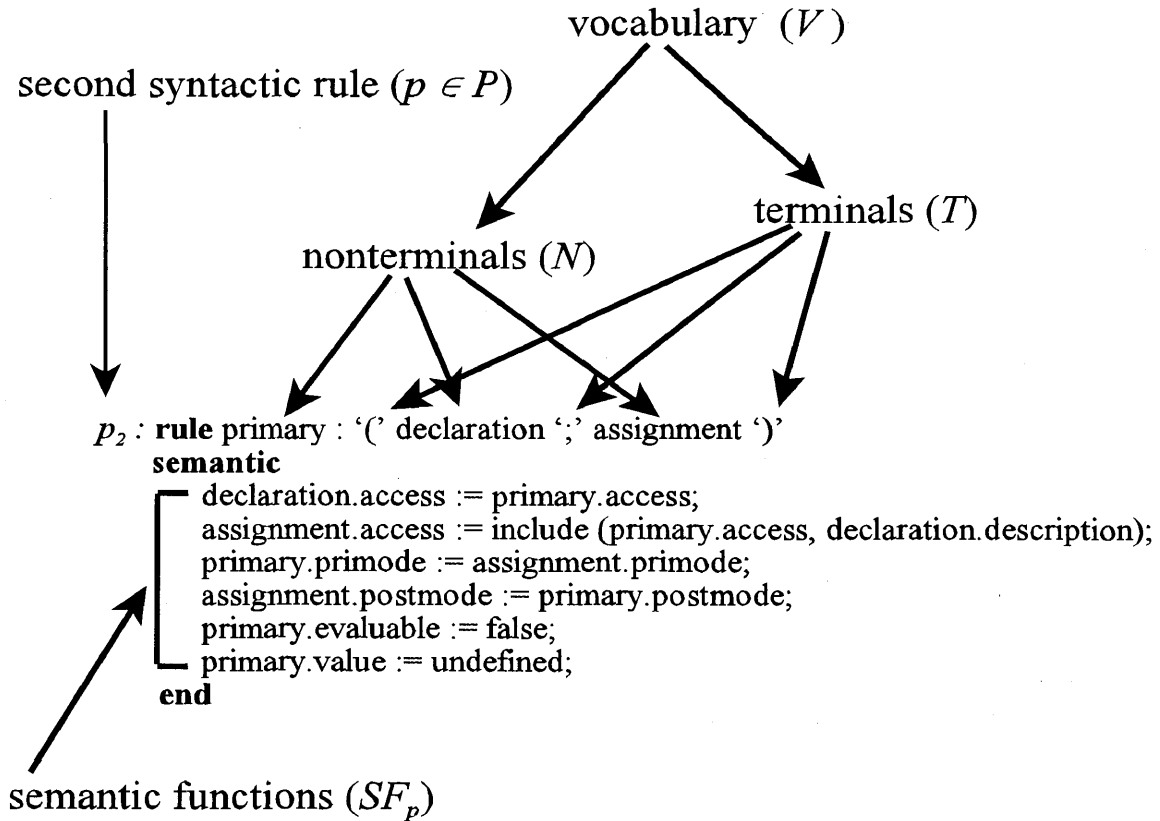 vocabulary (V)
second syntactic rule (p ∈ P)
terminals (T)
nonterminals (N)
p₂ : rule primary : ‘(’ declaration ‘;’ assignment ‘)’
semantic
declaration.access := primary.access;
assignment.access := include (primary.access, declaration.description);
primary.primode := assignment.primode;
assignment.postmode := primary.postmode;
primary.evaluable := false;
primary.value := undefined;
end
semantic functions (SFₚ)